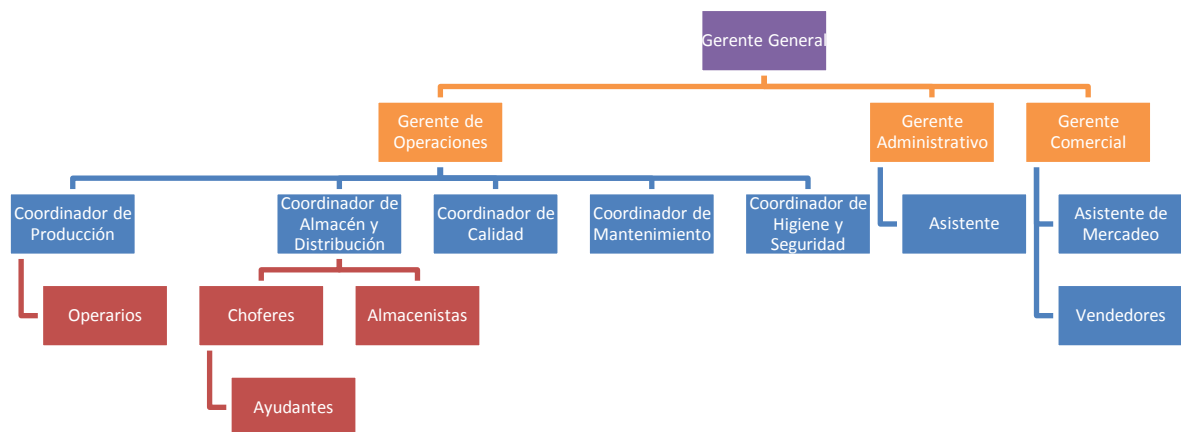 Gerente General
Gerente de
Operaciones
Gerente
Administrativo
Gerente
Comercial
Coordinador de
Producción
Coordinador de
Almacén y
Distribución
Coordinador de
Calidad
Coordinador de
Mantenimiento
Coordinador de
Higiene y
Seguridad
Asistente
Asistente de
Mercadeo
Operarios
Choferes
Almacenistas
Vendedores
Ayudantes